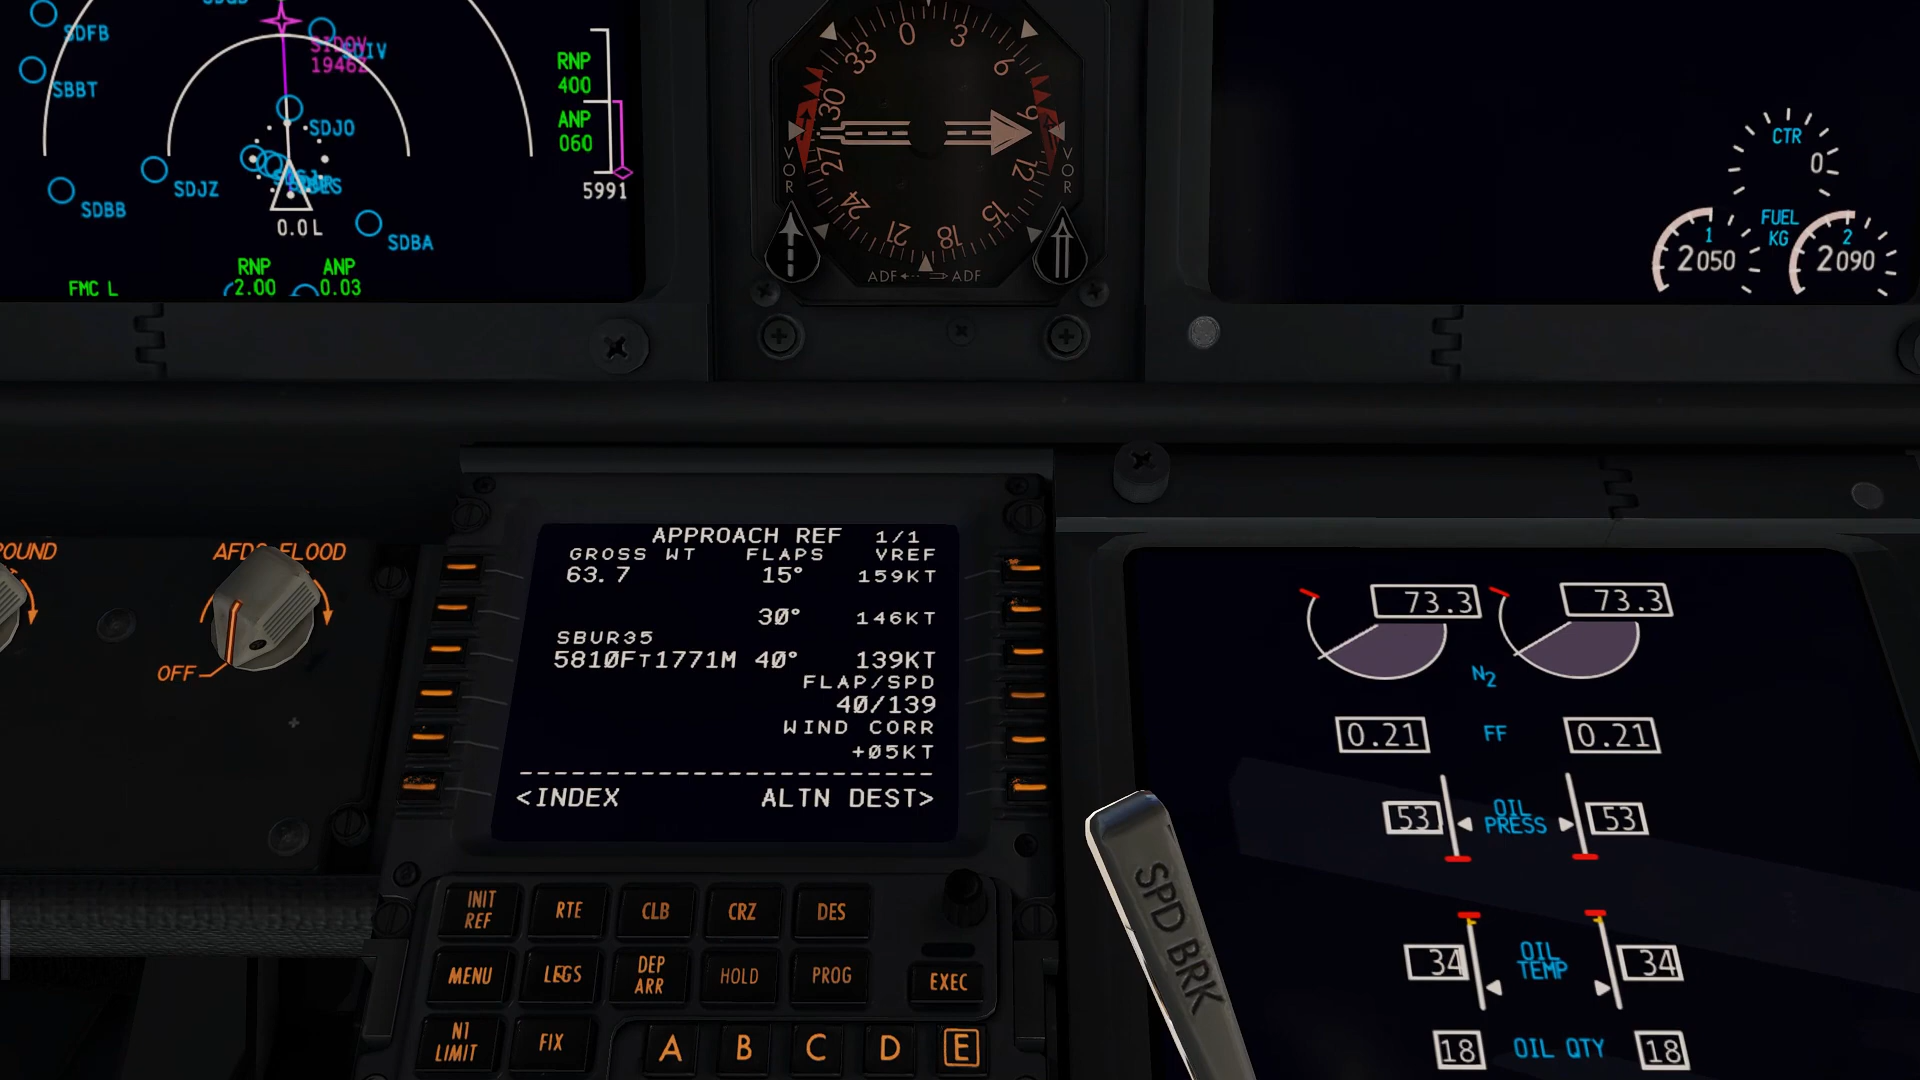 SDFB
SDIV
19462
SBBT
SDJO
SDJZ
SDBB
0.0L
SDBA
RNP
400
ANP
060
5991
RNP
2.00
ANP
0.03
FMC L
33 0 3 6 9 12 15 18 21 24 27 30
VOR
VOR
ADF
ADF
CTR
0
FUEL
KG
1
2050
2
2090
OUND
AFDS FLOOD
OFF
APPROACH REF 1/1
GROSS WT FLAPS VREF
63.7 15° 159KT
30° 146KT
SBUR35
5810FT1771M 40° 139KT
FLAP/SPD
40/139
WIND CORR
+05KT
------------------------
<INDEX ALTN DEST>
INIT
REF
RTE
CLB
CRZ
DES
MENU
LEGS
DEP
ARR
HOLD
PROG
EXEC
N1
LIMIT
FIX
A
B
C
D
E
SPD BRK
73.3 73.3
N2
0.21 FF 0.21
53 OIL
PRESS 53
34 OIL
TEMP 34
18 OIL QTY 18